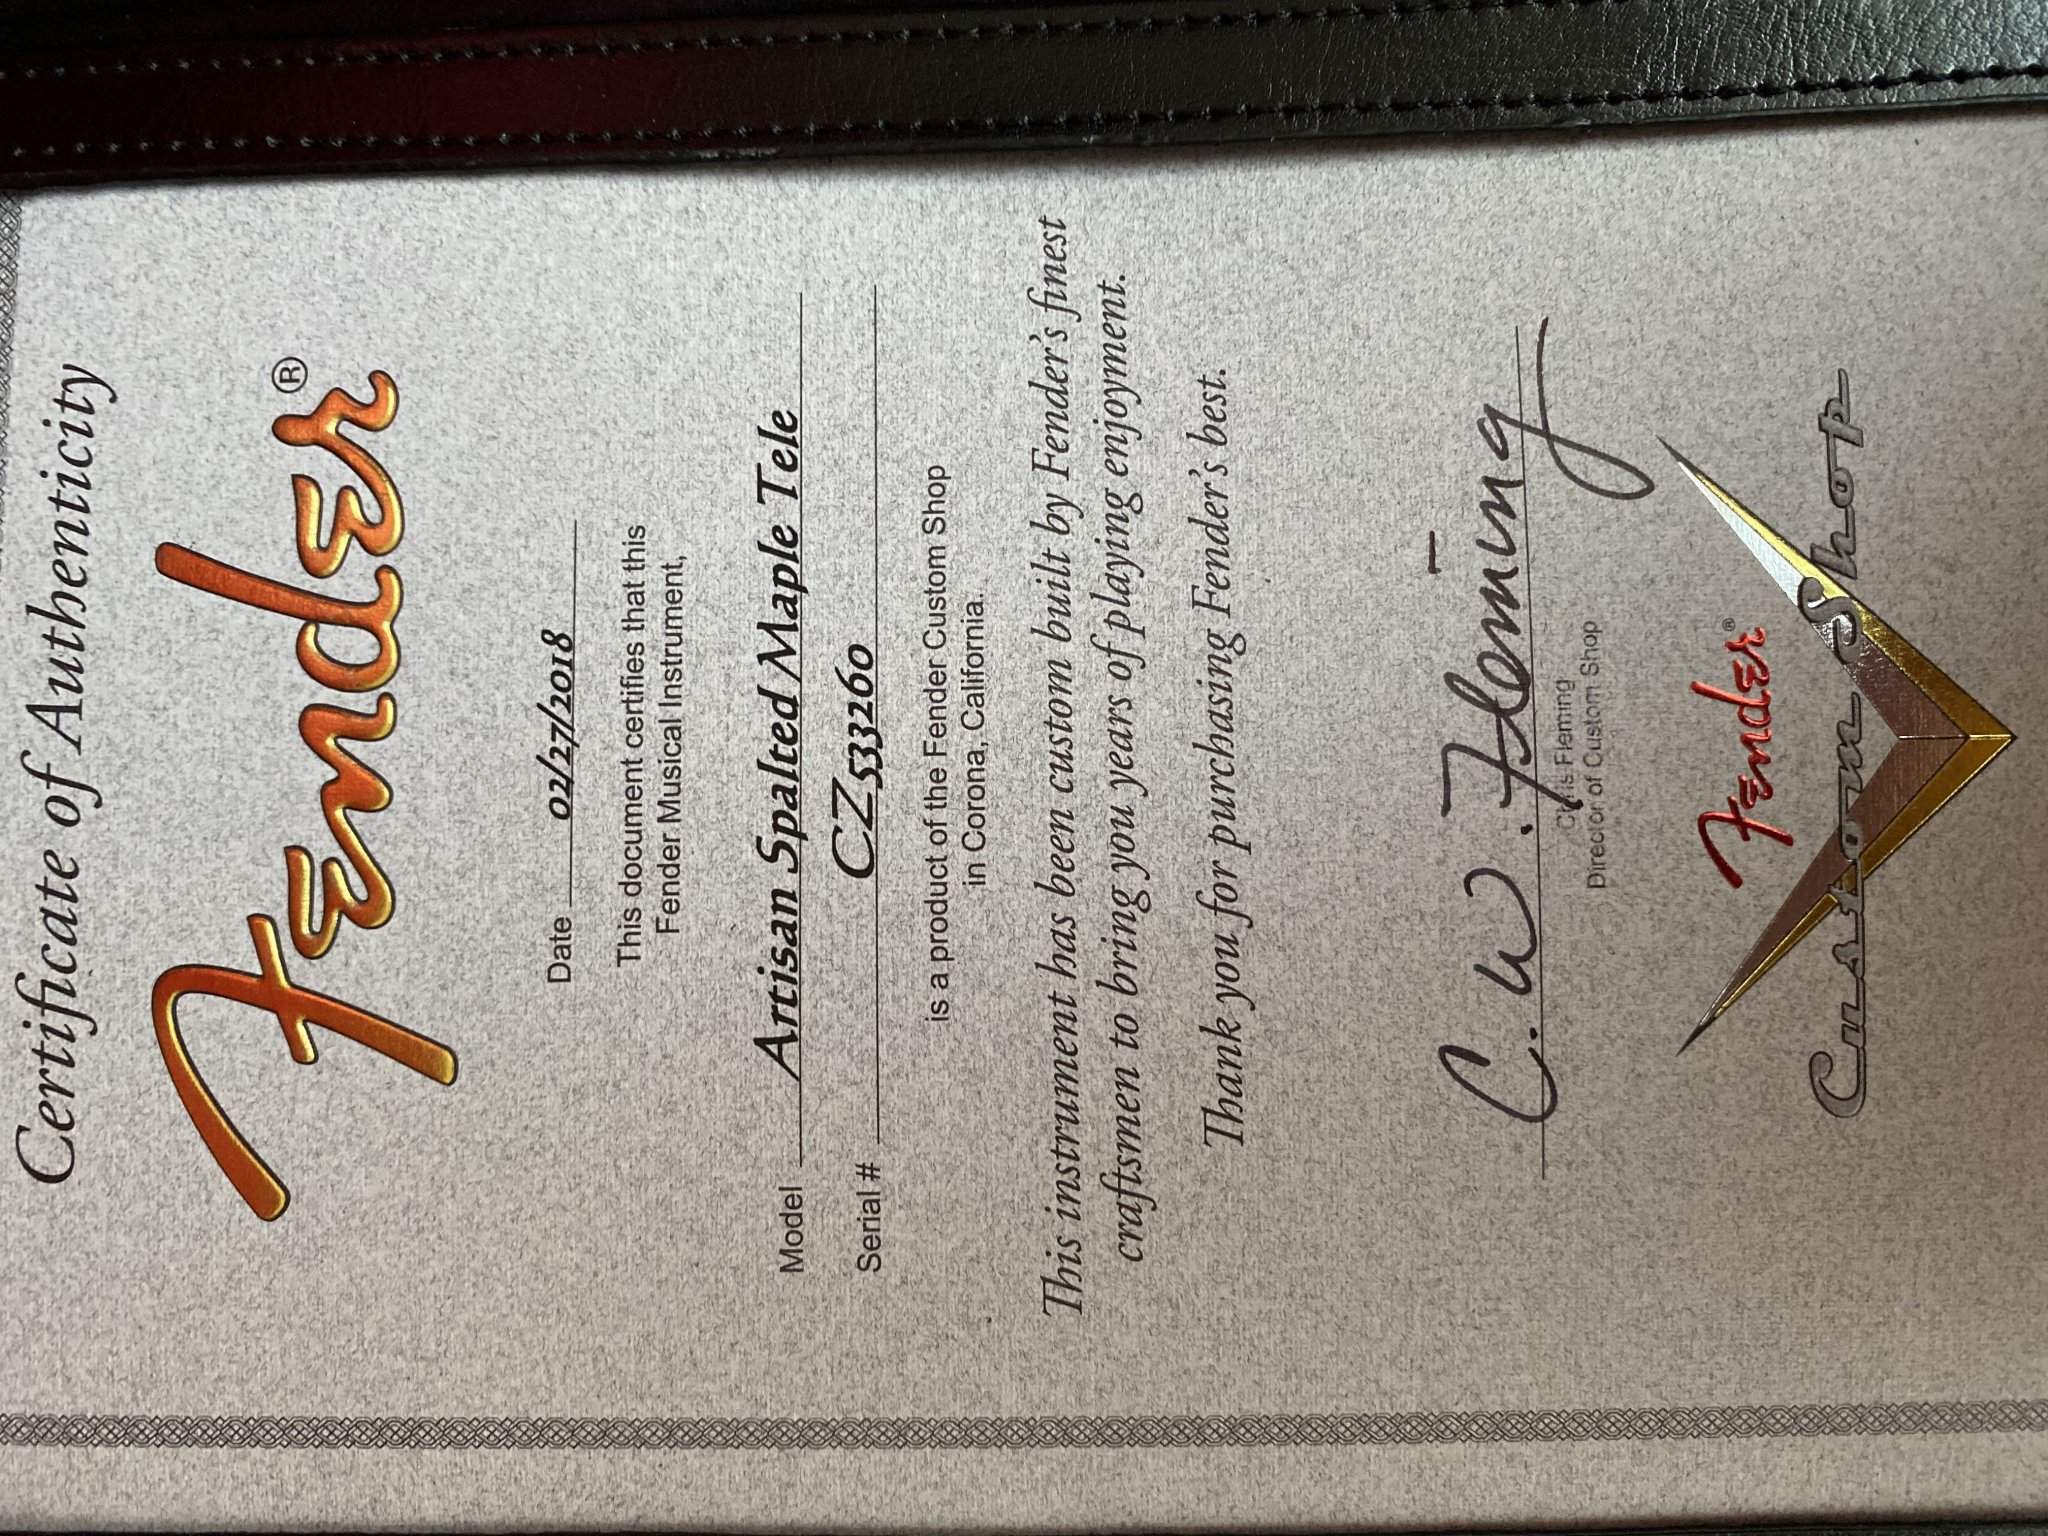 Certificate of Authenticity
Fender®
Date 02/27/2018
This document certifies that this
Fender Musical Instrument,
Model Artisan Spalted Maple Tele
Serial # CZ533260
is a product of the Fender Custom Shop
in Corona, California.
This instrument has been custom built by Fender's finest
craftsmen to bring you years of playing enjoyment.
Thank you for purchasing Fender's best.
C. W. Fleming
Chris Fleming
Director of Custom Shop
Fender®
Custom Shop